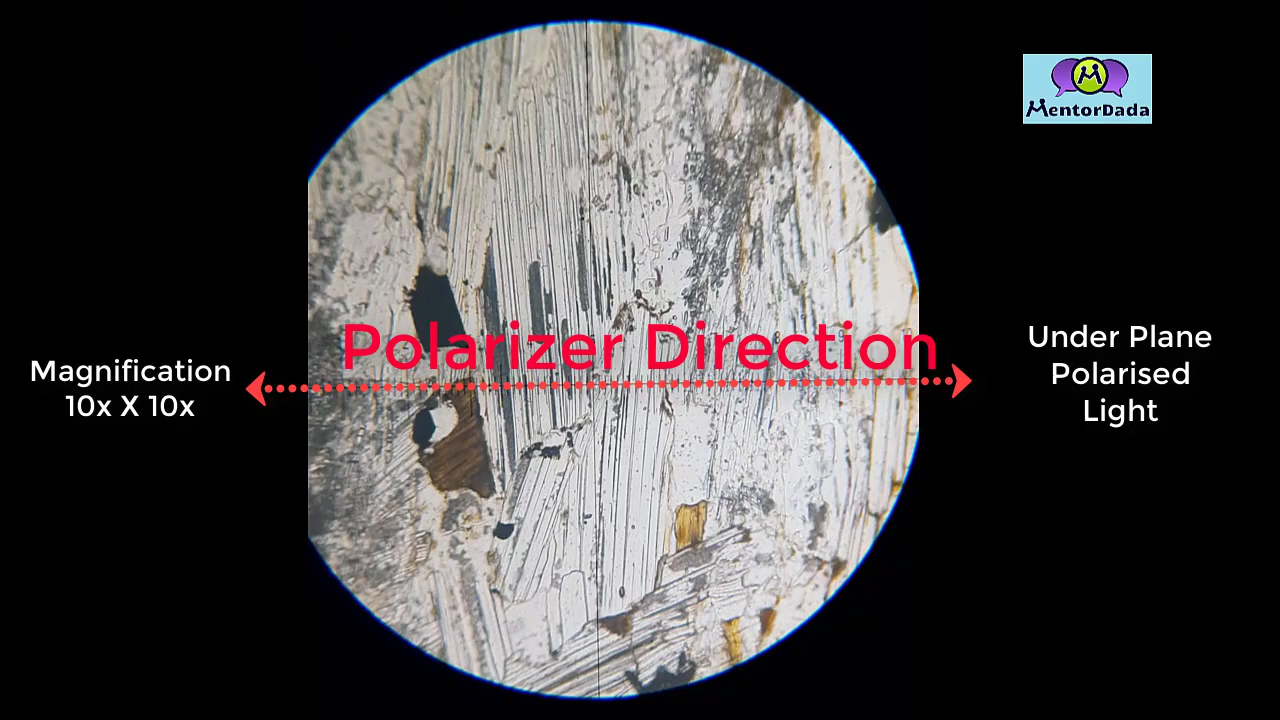 MentorDada
Polarizer Direction
Magnification
10x X 10x
Under Plane
Polarised
Light